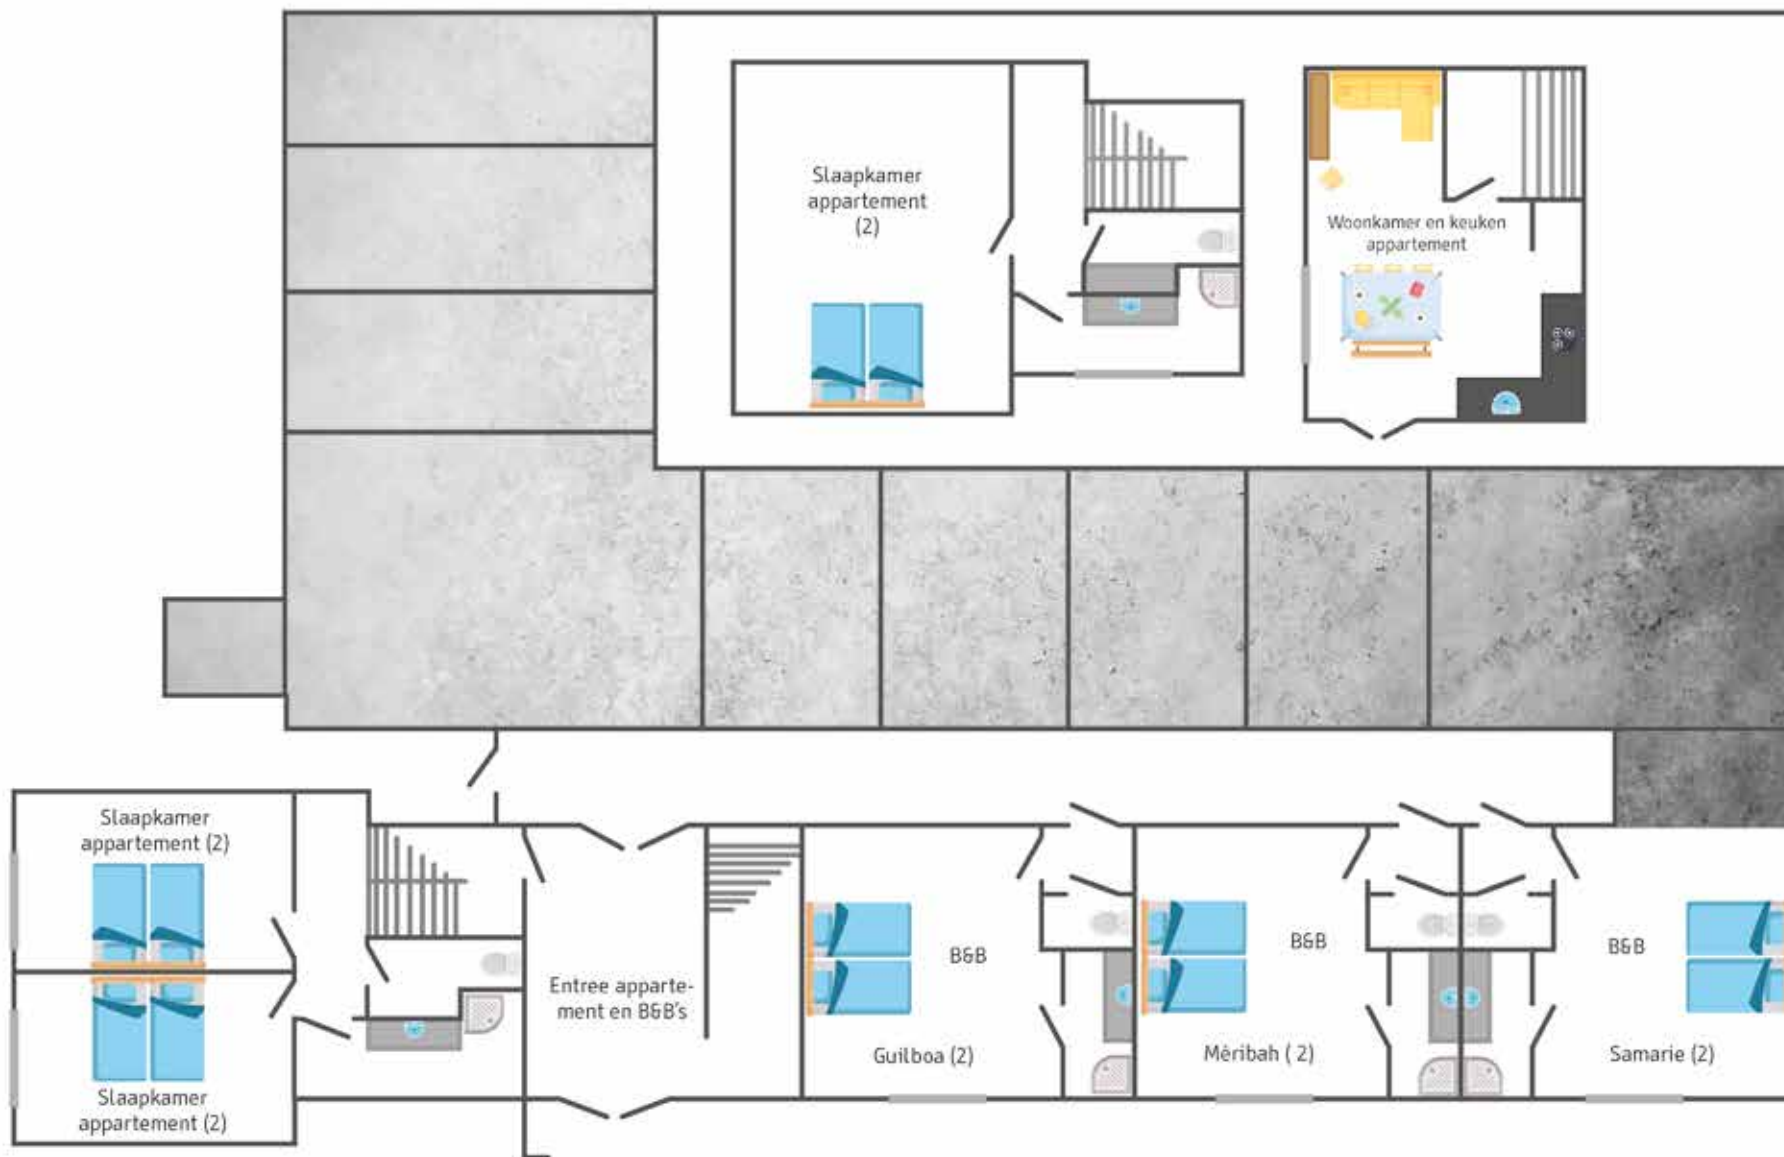 Slaapkamer
appartement
(2)
Woonkamer en keuken
appartement
Slaapkamer
appartement (2)
Slaapkamer
appartement (2)
Entree apparte-
ment en B&B's
B&B
Guilboa (2)
B&B
Méribah ( 2)
B&B
Samarie (2)